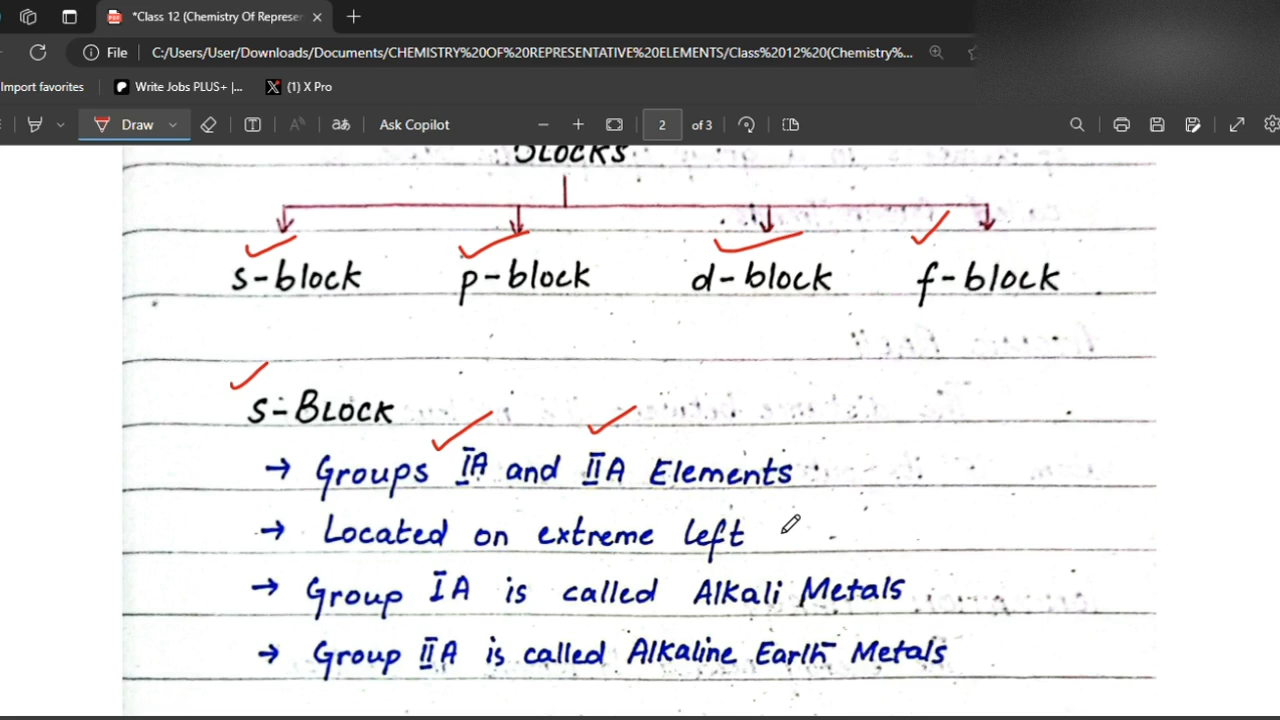 *Class 12 (Chemistry Of Represer
File C:/Users/User/Downloads/Documents/CHEMISTRY%20OF%20REPRESENTATIVE%20ELEMENTS/Class%2012%20(Chemistry%...
Import favorites Write Jobs PLUS+ |... (1) X Pro
Draw aあ Ask Copilot 2 of 3
BLOCKS
s-block p-block d-block f-block
S-BLOCK
→ Groups IA and IIA Elements
→ Located on extreme left
→ Group IA is called Alkali Metals
→ Group IIA is called Alkaline Earth Metals